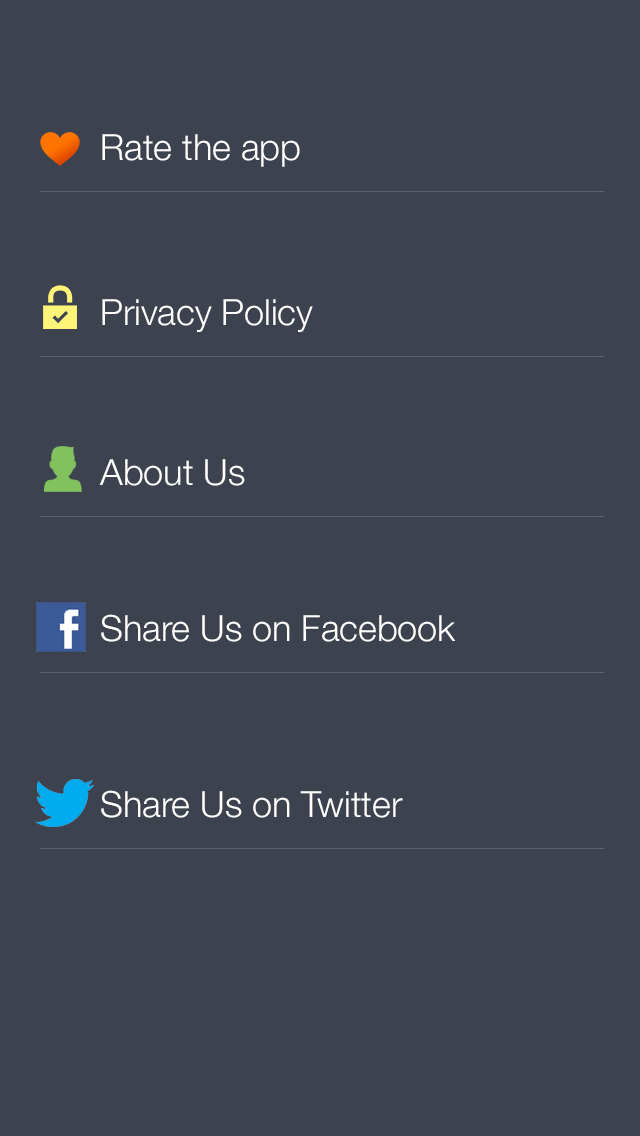 Rate the app
Privacy Policy
About Us
Share Us on Facebook
Share Us on Twitter